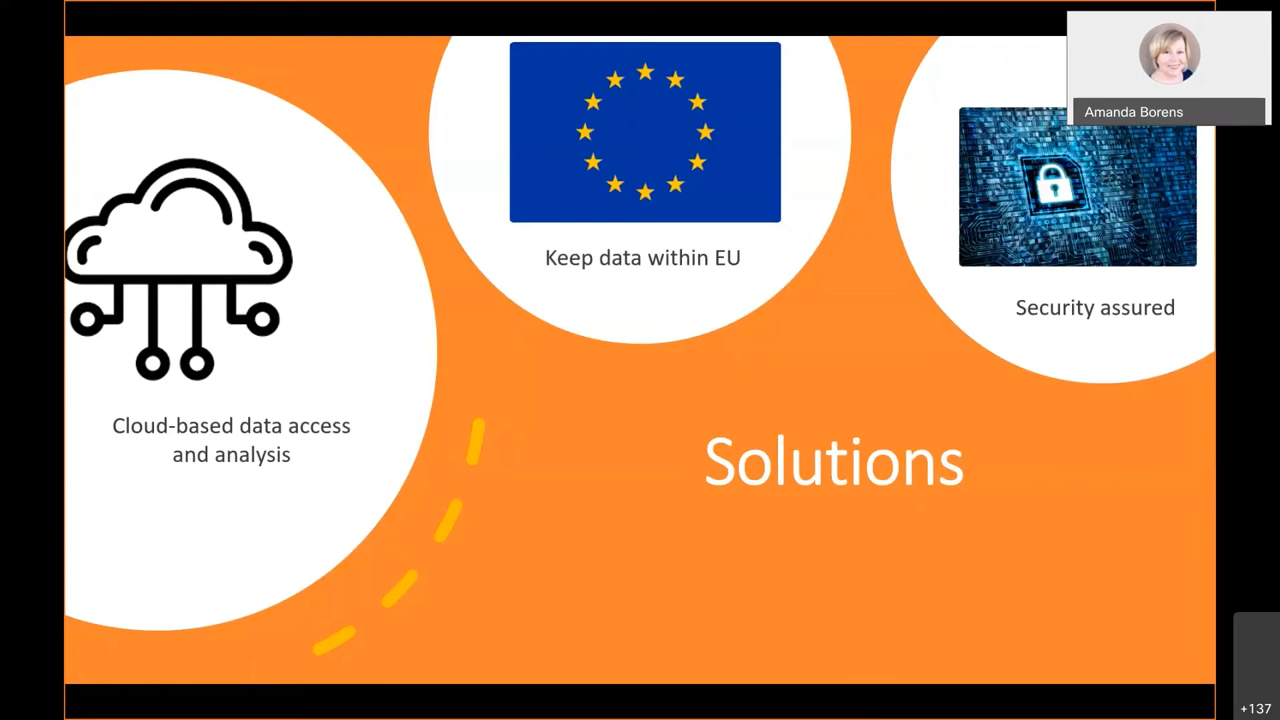 Amanda Borens
Keep data within EU
Security assured
Cloud-based data access
and analysis
Solutions
+137